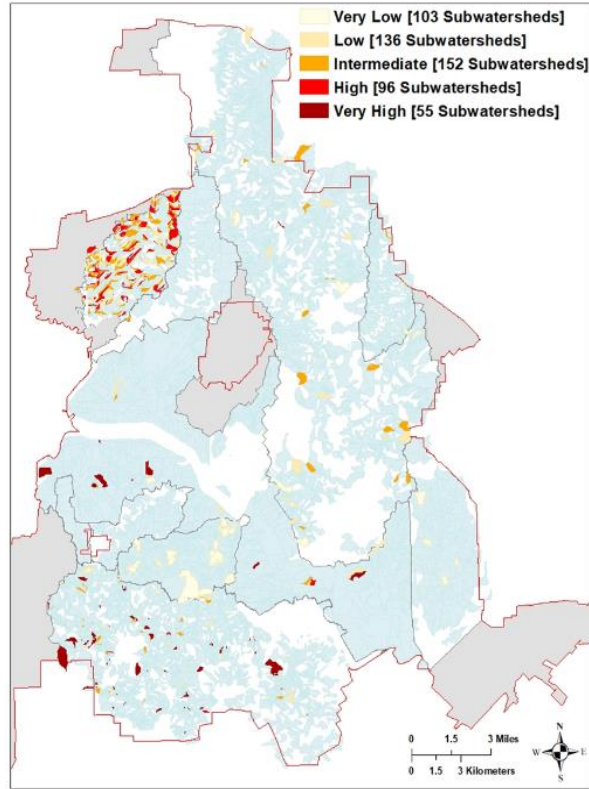 Very Low [103 Subwatersheds]
Low [136 Subwatersheds]
Intermediate [152 Subwatersheds]
High [96 Subwatersheds]
Very High [55 Subwatersheds]
N
W E
S
0 1.5 3 Miles
0 1.5 3 Kilometers